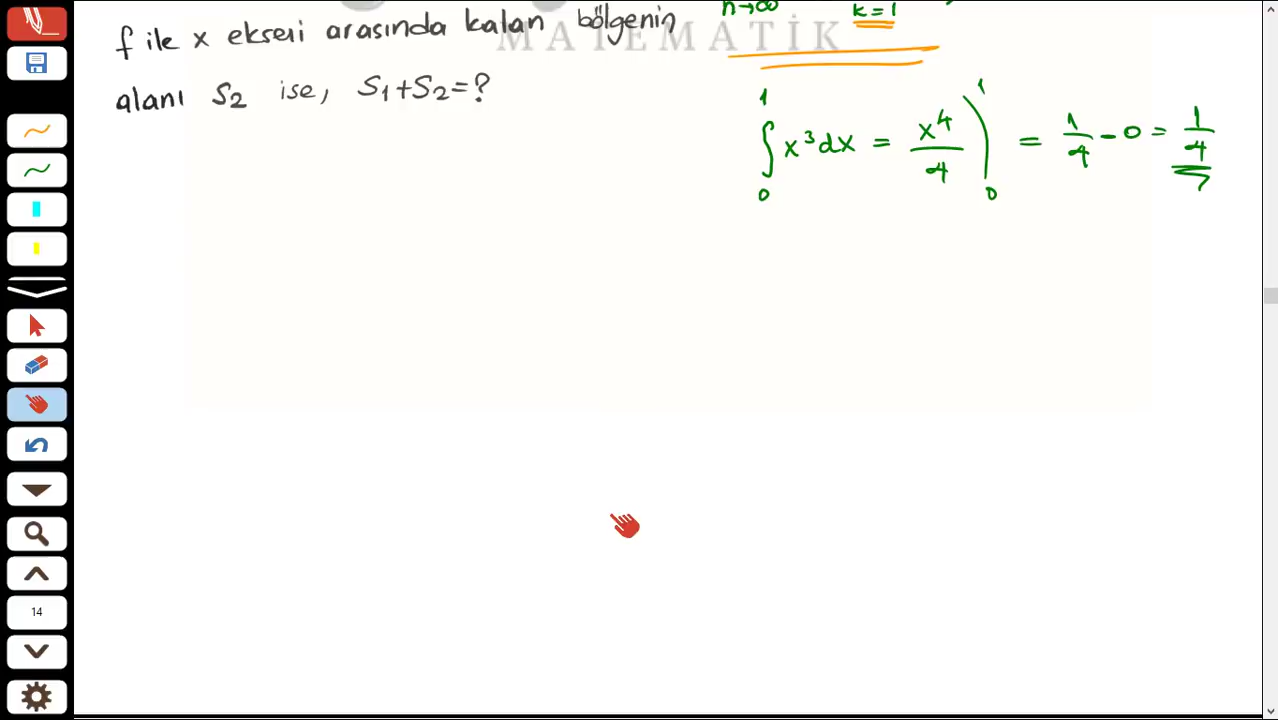 f ile x ekseni arasında kalan bölgenin
alanı S₂ ise, S₁+S₂=?
MATEMATİK
n→∞ k=1
∫₀¹ x³dx = x⁴/4 )₀¹ = 1/4 - 0 = 1/4
14